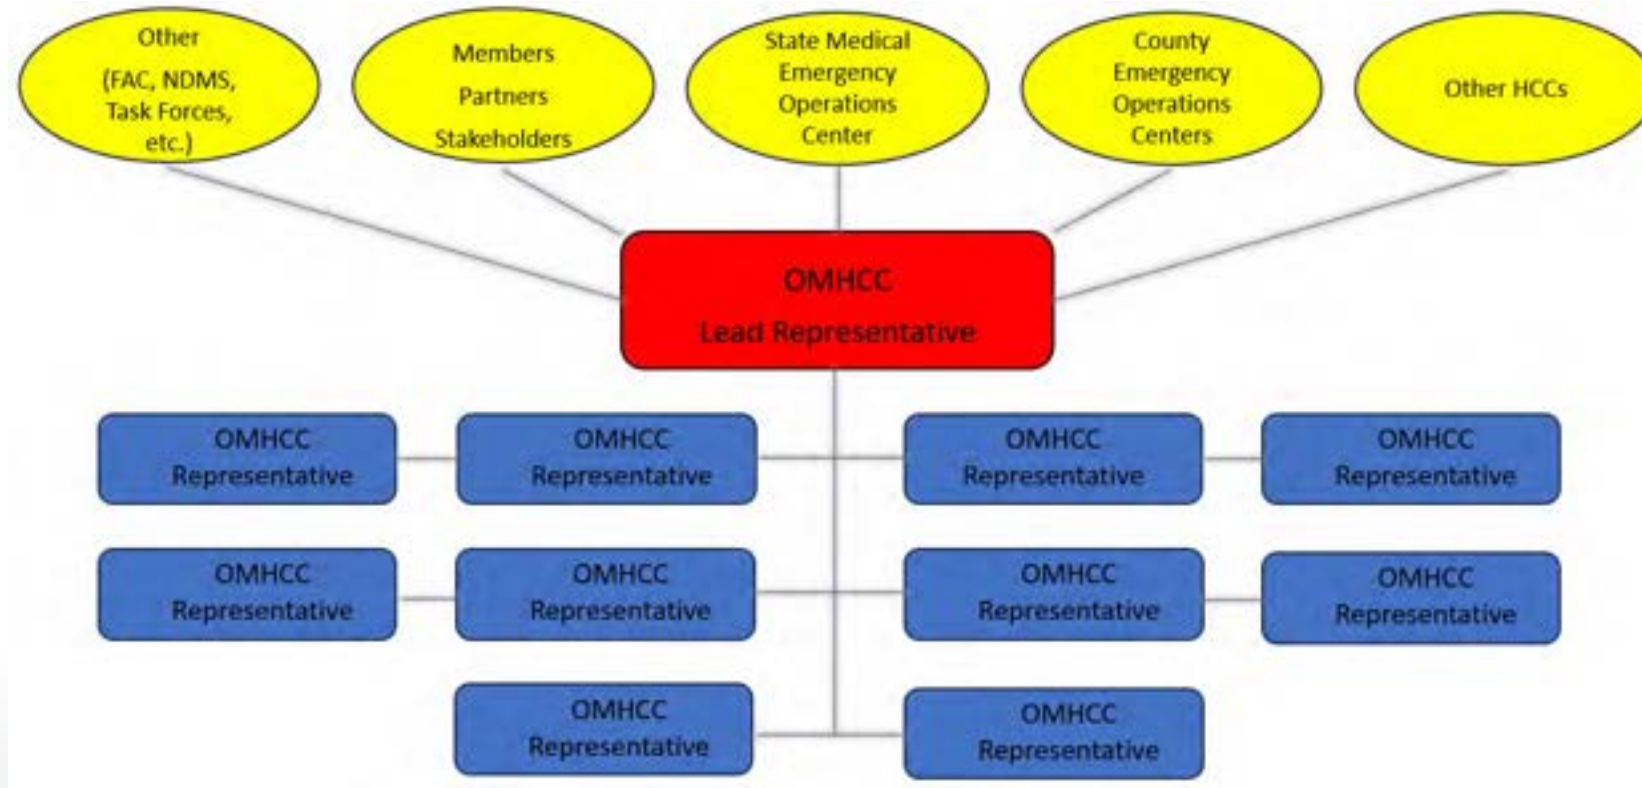 Other
(FAC, NDMS,
Task Forces,
etc.)
Members
Partners
Stakeholders
State Medical
Emergency
Operations
Center
County
Emergency
Operations
Centers
Other HCCs
OMHCC
Lead Representative
OMHCC
Representative
OMHCC
Representative
OMHCC
Representative
OMHCC
Representative
OMHCC
Representative
OMHCC
Representative
OMHCC
Representative
OMHCC
Representative
OMHCC
Representative
OMHCC
Representative